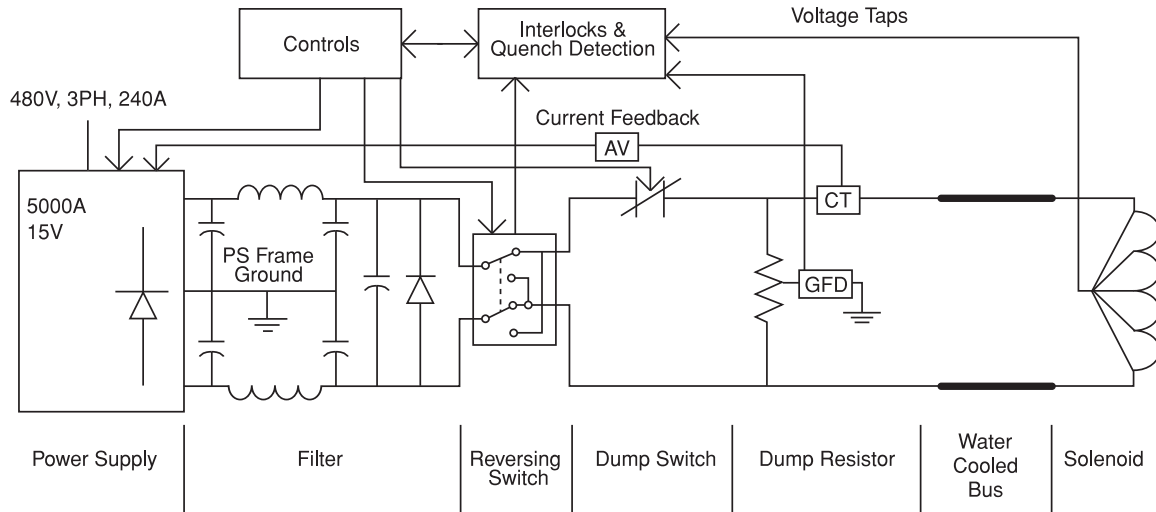 Voltage Taps
Controls
Interlocks &
Quench Detection
480V, 3PH, 240A
Current Feedback
AV
5000A
15V
CT
PS Frame
Ground
GFD
Power Supply
Filter
Reversing
Switch
Dump Switch
Dump Resistor
Water
Cooled
Bus
Solenoid